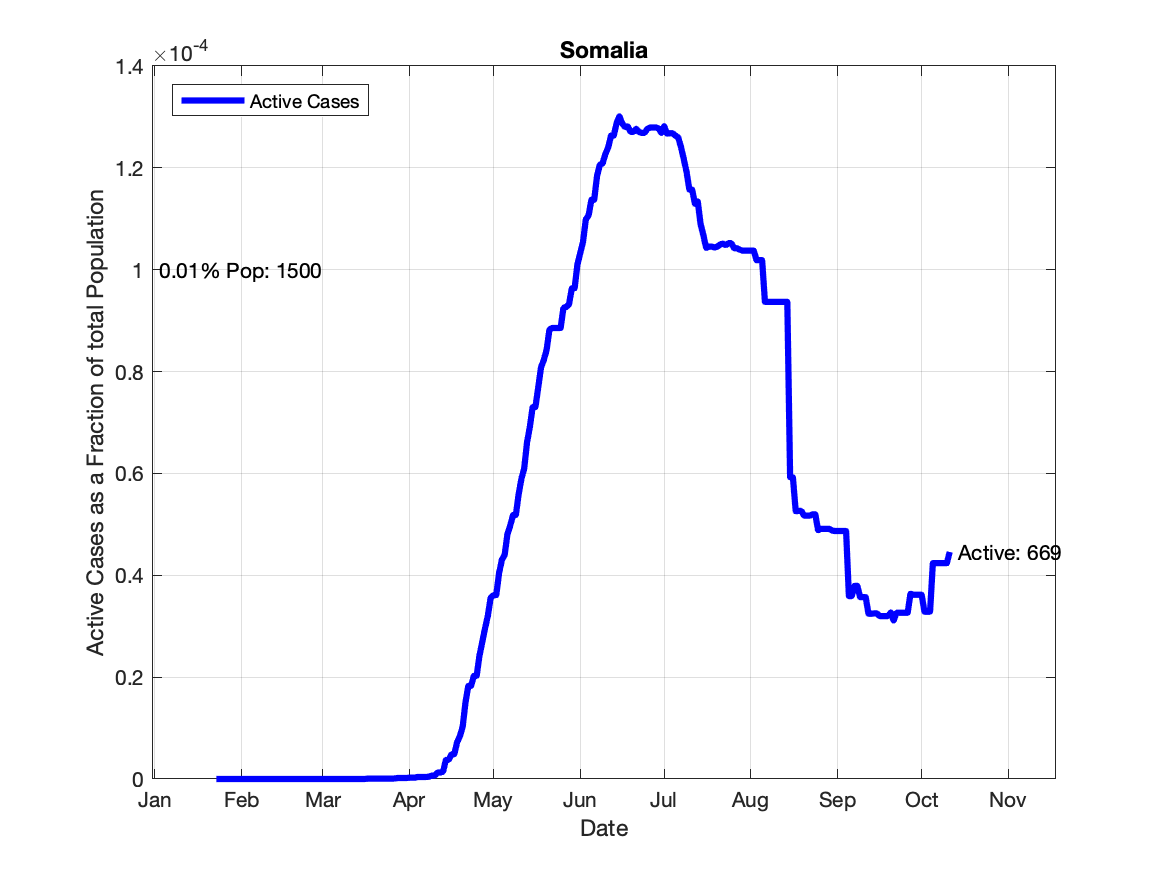 Somalia
×10-4
1.4
1.2
1
0.8
0.6
0.4
0.2
0
Active Cases
0.01% Pop: 1500
Active: 669
Active Cases as a Fraction of total Population
Jan Feb Mar Apr May Jun Jul Aug Sep Oct Nov
Date